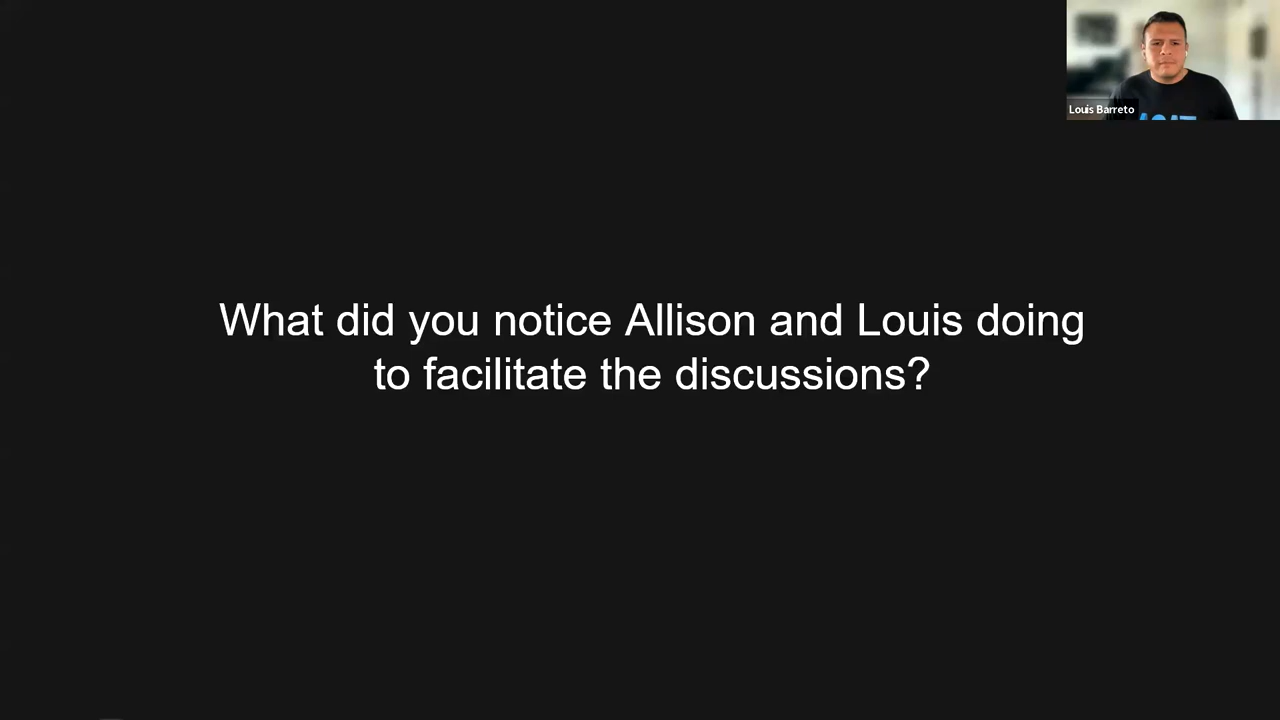 Louis Barreto
What did you notice Allison and Louis doing
to facilitate the discussions?